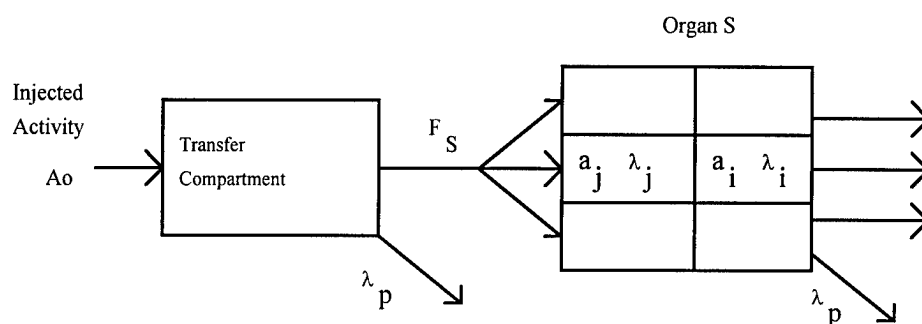 Organ S
Injected
Activity
Ao
Transfer
Compartment
F S
a j λ j a i λ i
λ p
λ p